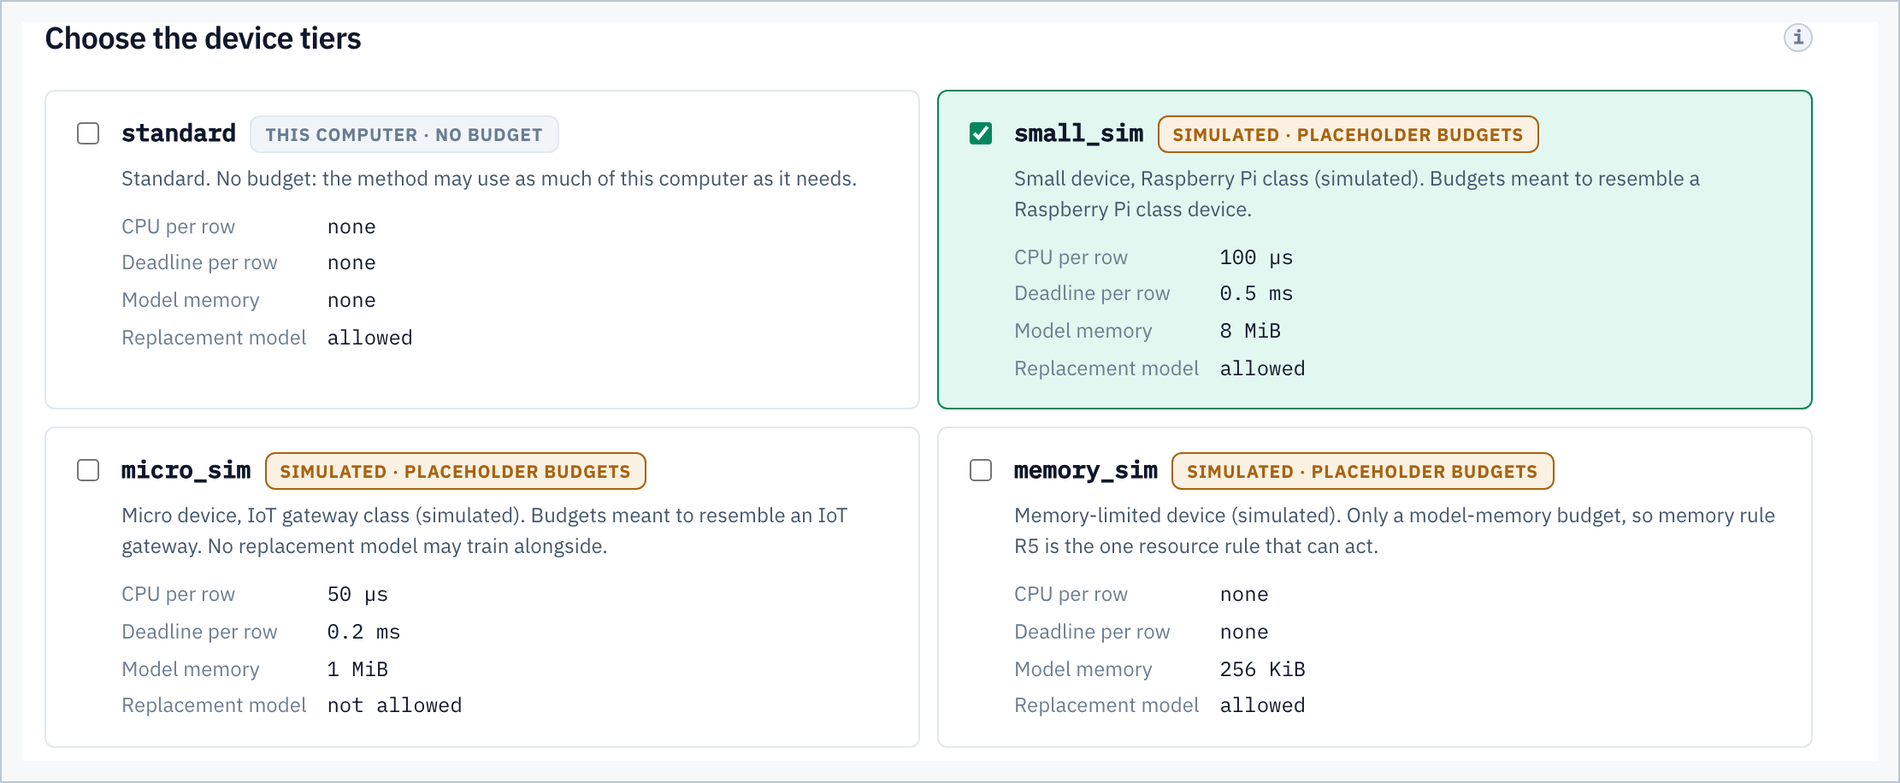 Choose the device tiers
i
standard THIS COMPUTER · NO BUDGET
Standard. No budget: the method may use as much of this computer as it needs.
CPU per row none
Deadline per row none
Model memory none
Replacement model allowed
small_sim SIMULATED · PLACEHOLDER BUDGETS
Small device, Raspberry Pi class (simulated). Budgets meant to resemble a
Raspberry Pi class device.
CPU per row 100 µs
Deadline per row 0.5 ms
Model memory 8 MiB
Replacement model allowed
micro_sim SIMULATED · PLACEHOLDER BUDGETS
Micro device, IoT gateway class (simulated). Budgets meant to resemble an IoT
gateway. No replacement model may train alongside.
CPU per row 50 µs
Deadline per row 0.2 ms
Model memory 1 MiB
Replacement model not allowed
memory_sim SIMULATED · PLACEHOLDER BUDGETS
Memory-limited device (simulated). Only a model-memory budget, so memory rule
R5 is the one resource rule that can act.
CPU per row none
Deadline per row none
Model memory 256 KiB
Replacement model allowed